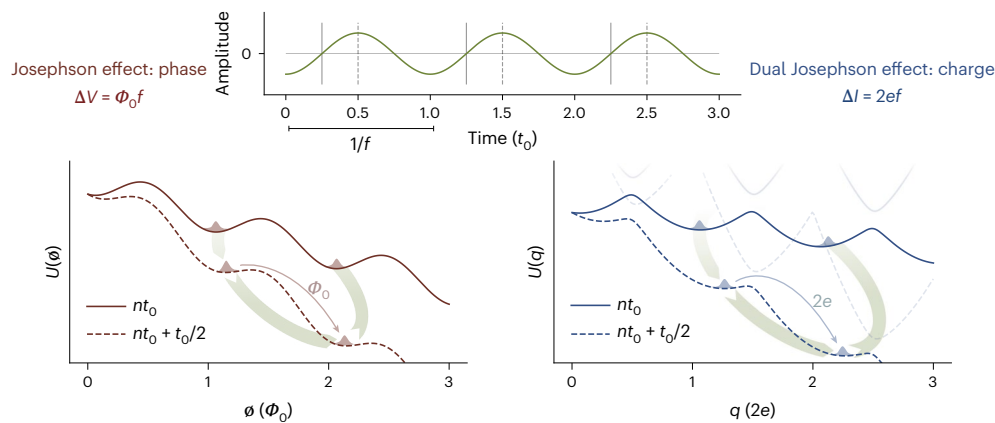 Amplitude
0
Josephson effect: phase
ΔV = Φ₀f
Dual Josephson effect: charge
ΔI = 2ef
0
0.5
1.0
1.5
2.0
2.5
3.0
Time (t₀)
1/f
U(ø)
Φ₀
nt₀
nt₀ + t₀/2
0
1
2
3
ø (Φ₀)
U(q)
2e
nt₀
nt₀ + t₀/2
0
1
2
3
q (2e)